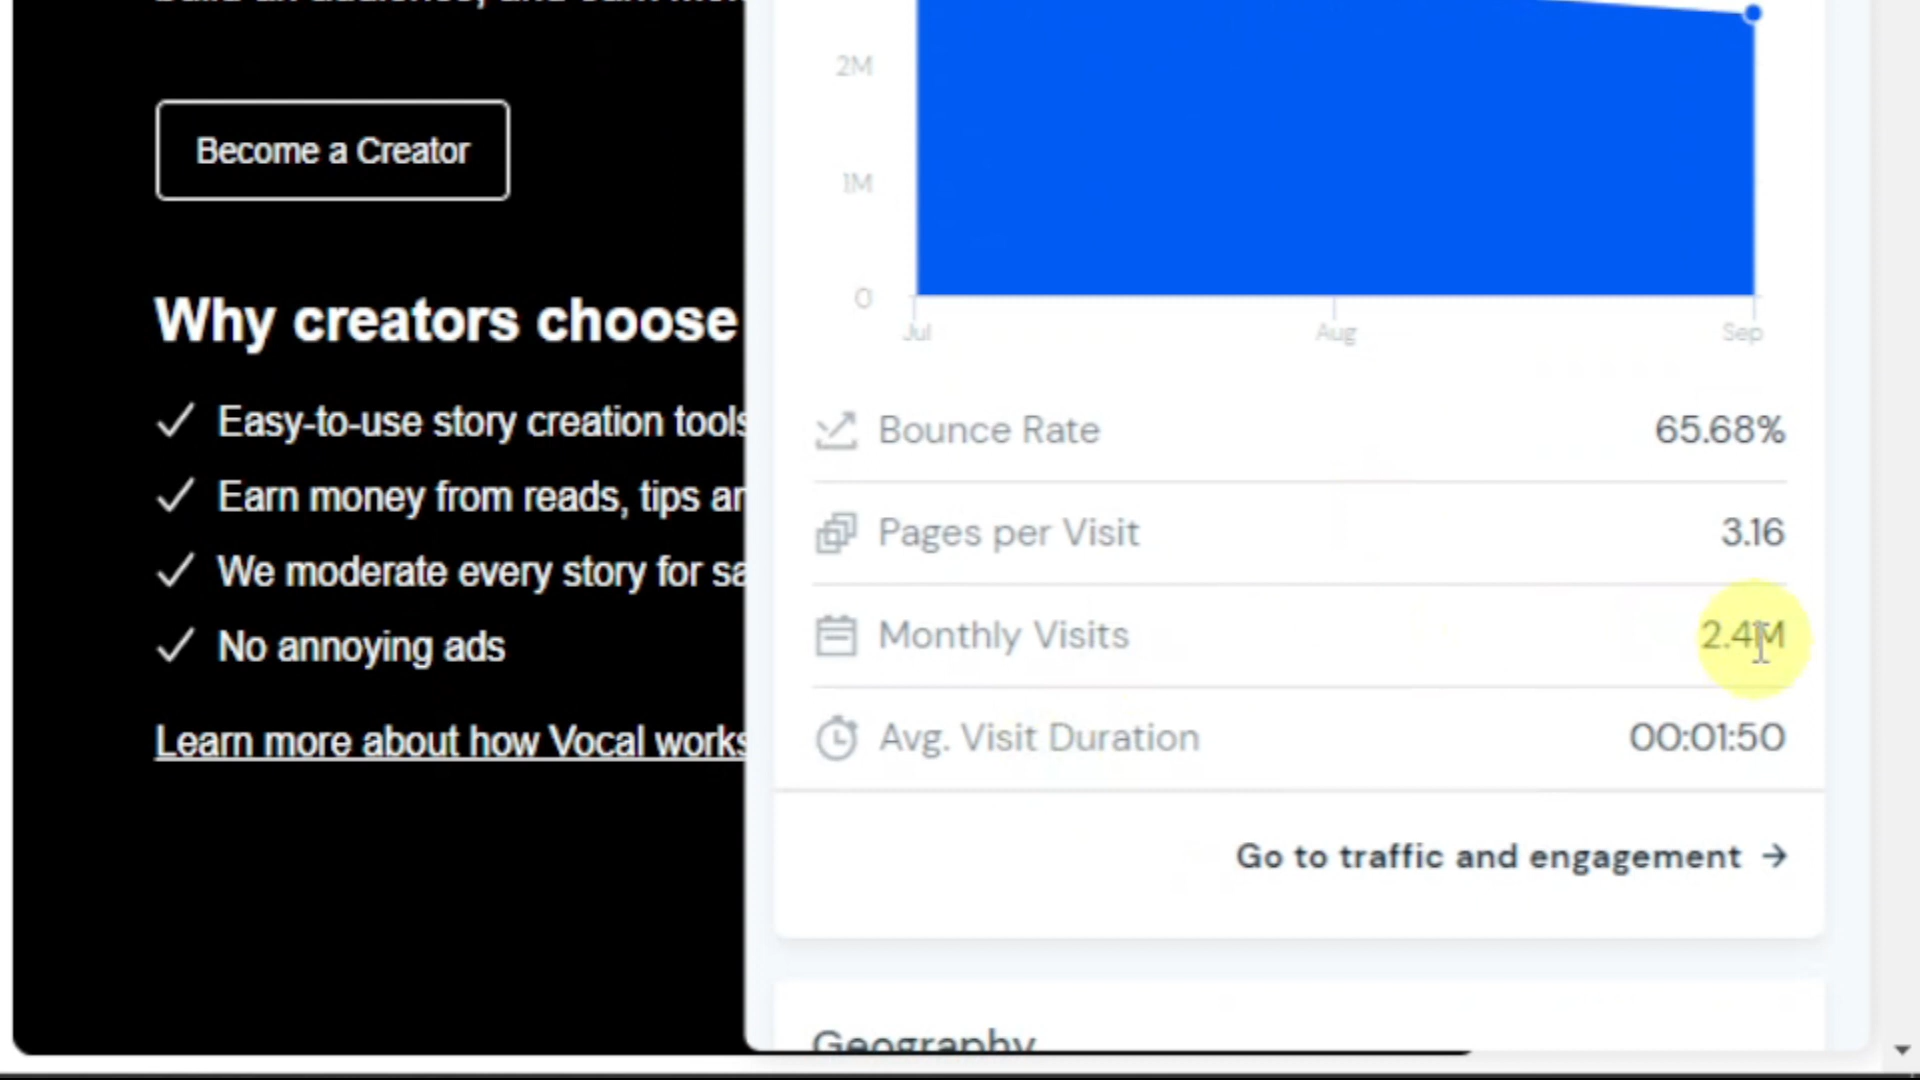 Become a Creator
Why creators choose
Easy-to-use story creation tools
Earn money from reads, tips
We moderate every story for
No annoying ads
Learn more about how Vocal works
2M
1M
0
Jul Aug Sep
Bounce Rate 65.68%
Pages per Visit 3.16
Monthly Visits 2.4M
Avg. Visit Duration 00:01:50
Go to traffic and engagement →
Geography